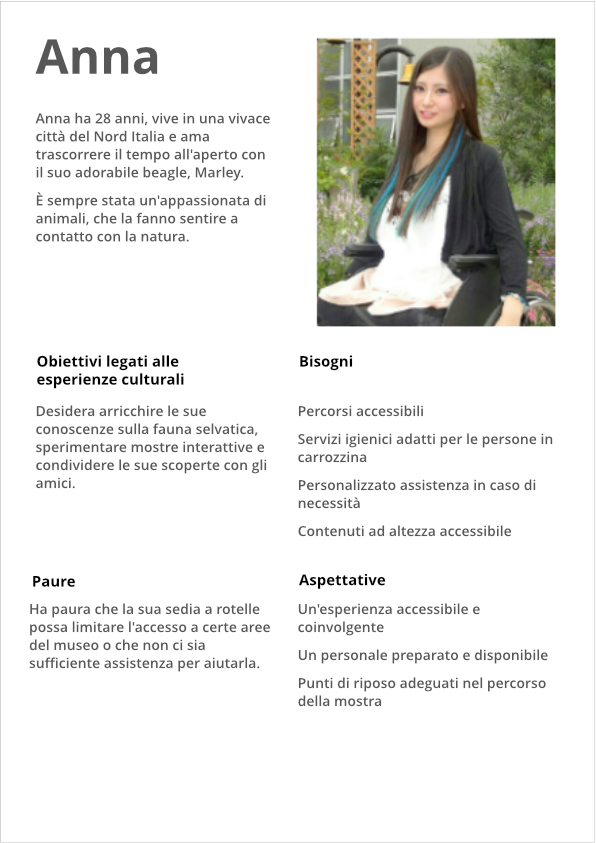 Anna
Anna ha 28 anni, vive in una vivace
città del Nord Italia e ama
trascorrere il tempo all'aperto con
il suo adorabile beagle, Marley.
È sempre stata un'appassionata di
animali, che la fanno sentire a
contatto con la natura.
Obiettivi legati alle
esperienze culturali
Desidera arricchire le sue
conoscenze sulla fauna selvatica,
sperimentare mostre interattive e
condividere le sue scoperte con gli
amici.
Bisogni
Percorsi accessibili
Servizi igienici adatti per le persone in
carrozzina
Personalizzato assistenza in caso di
necessità
Contenuti ad altezza accessibile
Paure
Ha paura che la sua sedia a rotelle
possa limitare l'accesso a certe aree
del museo o che non ci sia
sufficiente assistenza per aiutarla.
Aspettative
Un'esperienza accessibile e
coinvolgente
Un personale preparato e disponibile
Punti di riposo adeguati nel percorso
della mostra